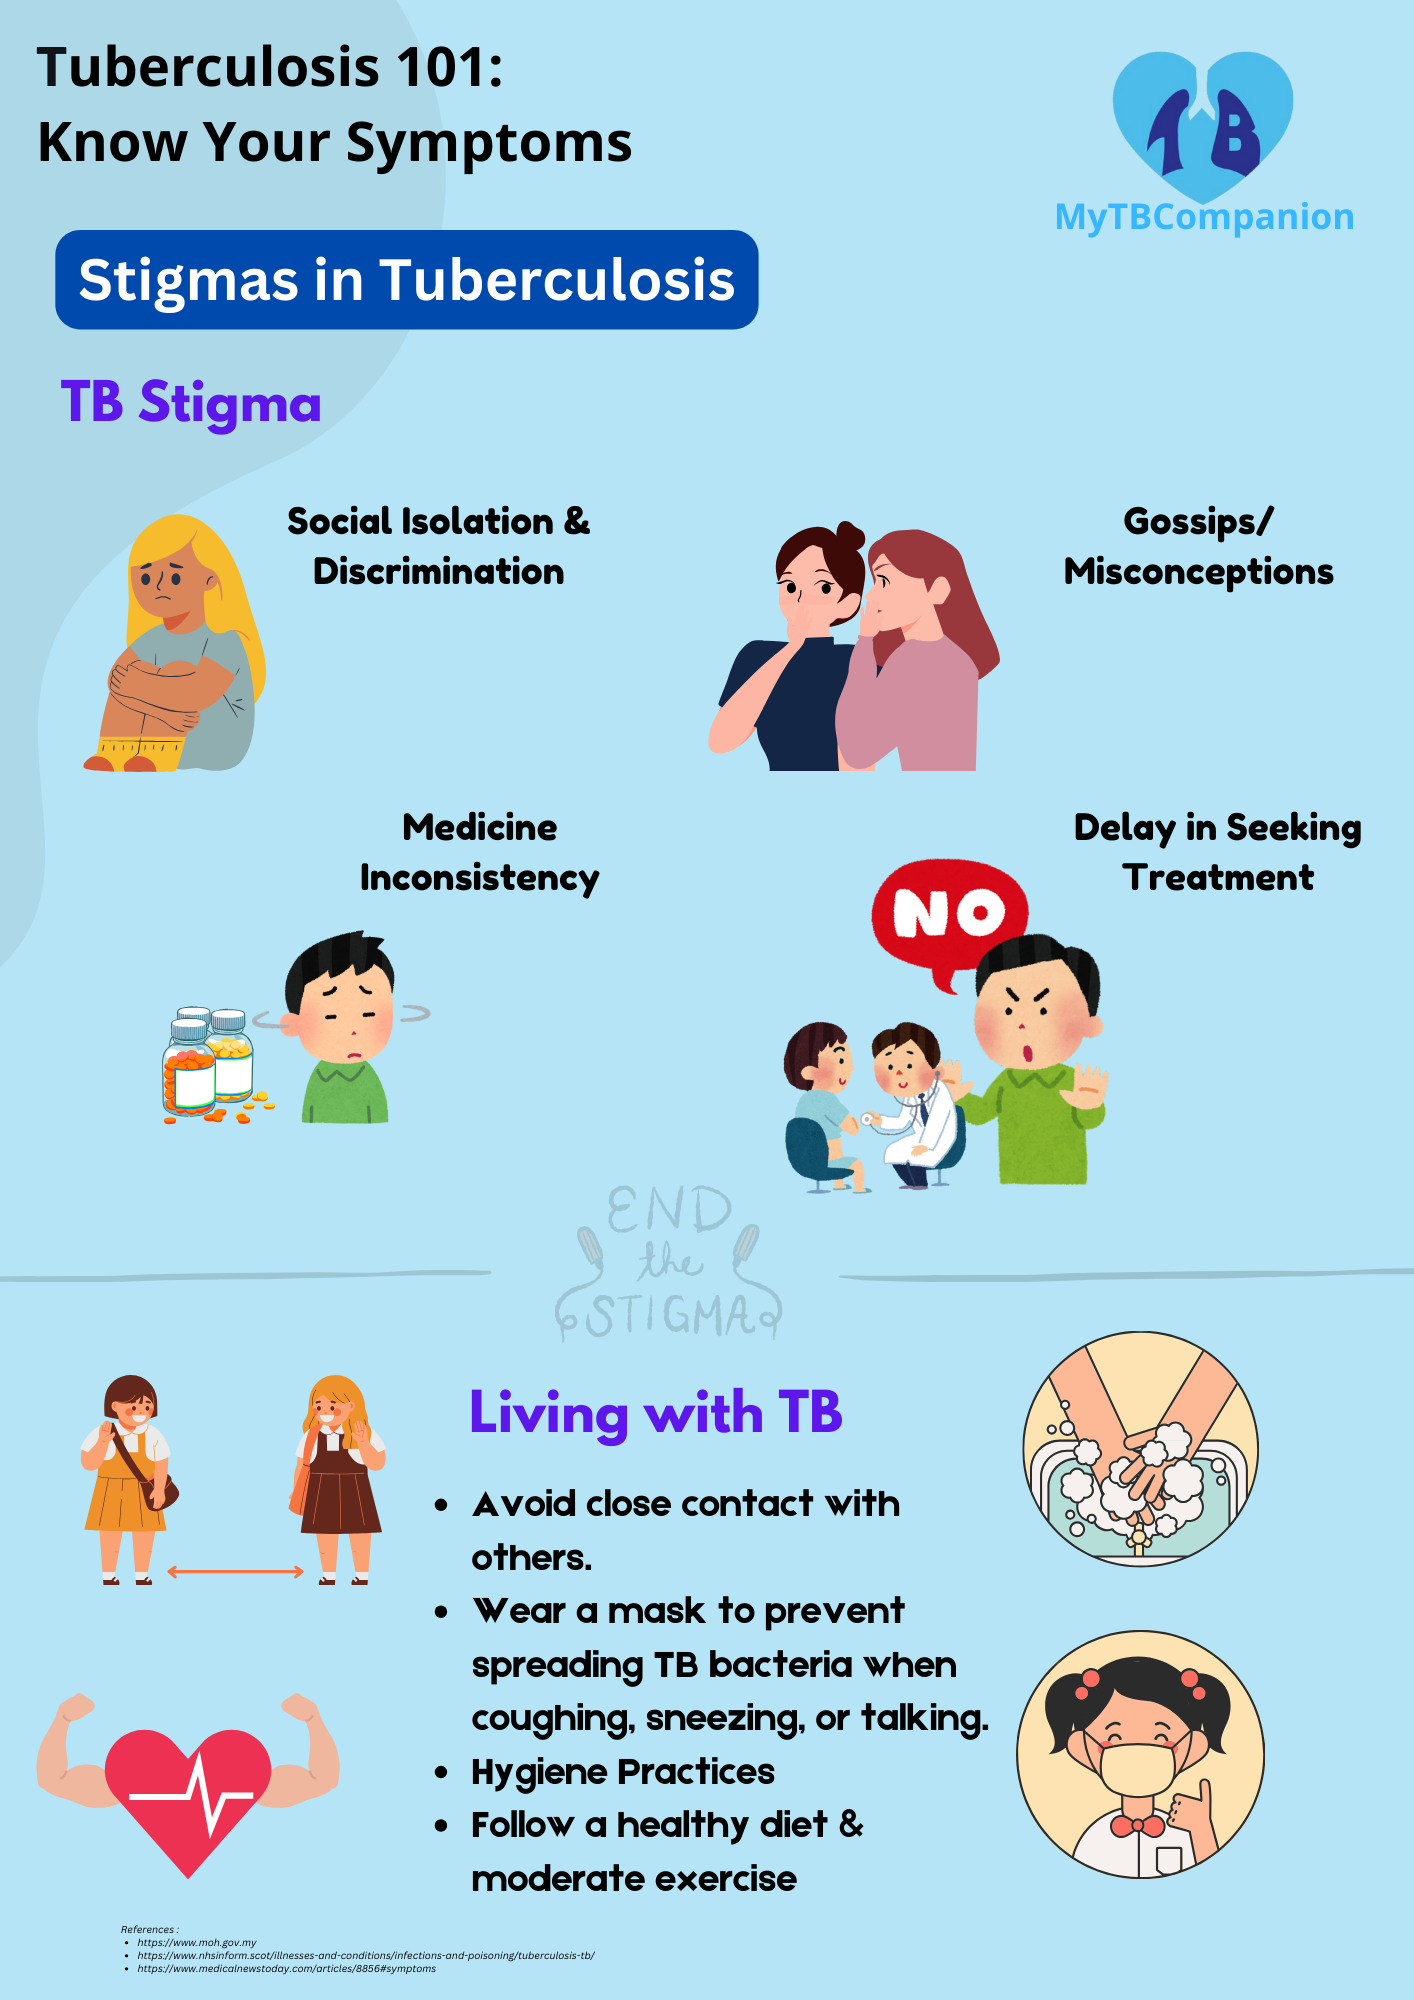 Tuberculosis 101:
Know Your Symptoms
TB
MyTBCompanion
Stigmas in Tuberculosis
TB Stigma
Social Isolation &
Discrimination
Gossips/
Misconceptions
Medicine
Inconsistency
Delay in Seeking
Treatment
NO
END
the
STIGMA
Living with TB
• Avoid close contact with
others.
• Wear a mask to prevent
spreading TB bacteria when
coughing, sneezing, or talking.
• Hygiene Practices
• Follow a healthy diet &
moderate exercise
References :
• https://www.moh.gov.my
• https://www.nhsinform.scot/illnesses-and-conditions/infections-and-poisoning/tuberculosis-tb/
• https://www.medicalnewstoday.com/articles/8856#symptoms